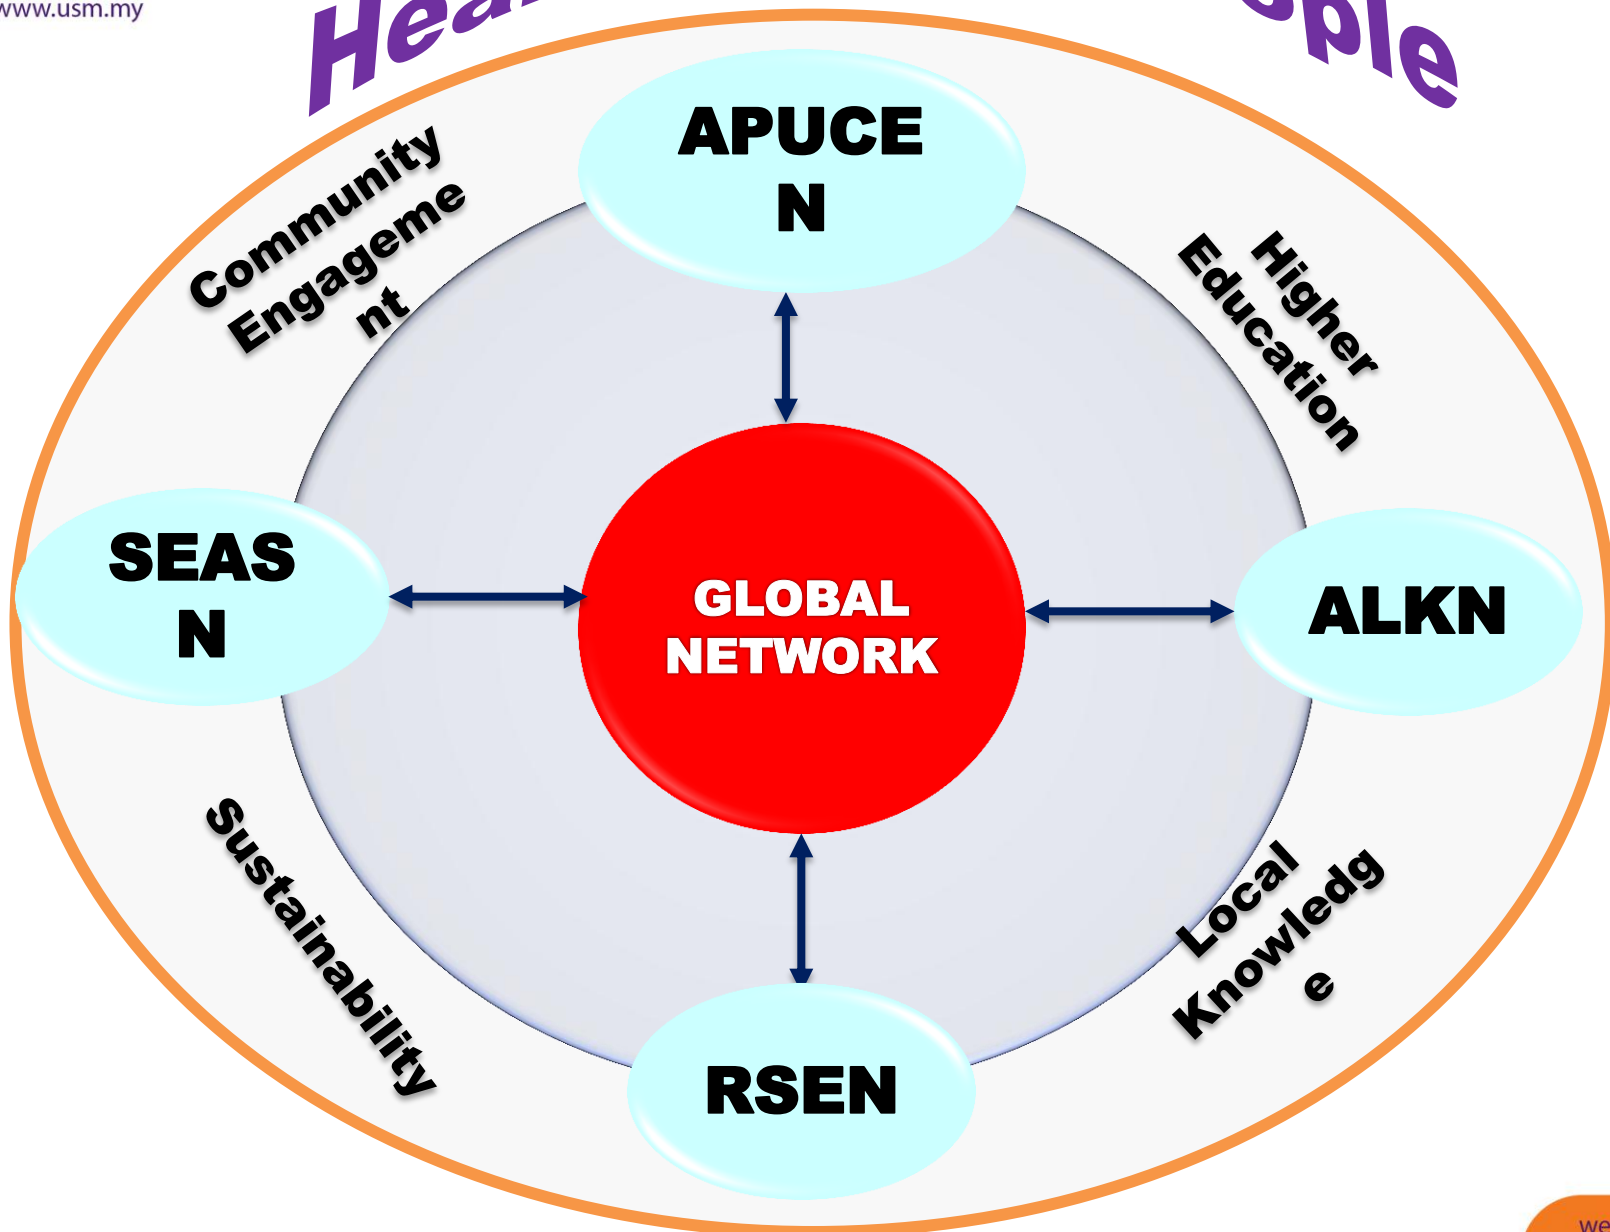 www.usm.my
APUCE
N
Community
Engageme
nt
Higher
Education
SEAS
N
GLOBAL
NETWORK
ALKN
Sustainability
Local
Knowledg
e
RSEN